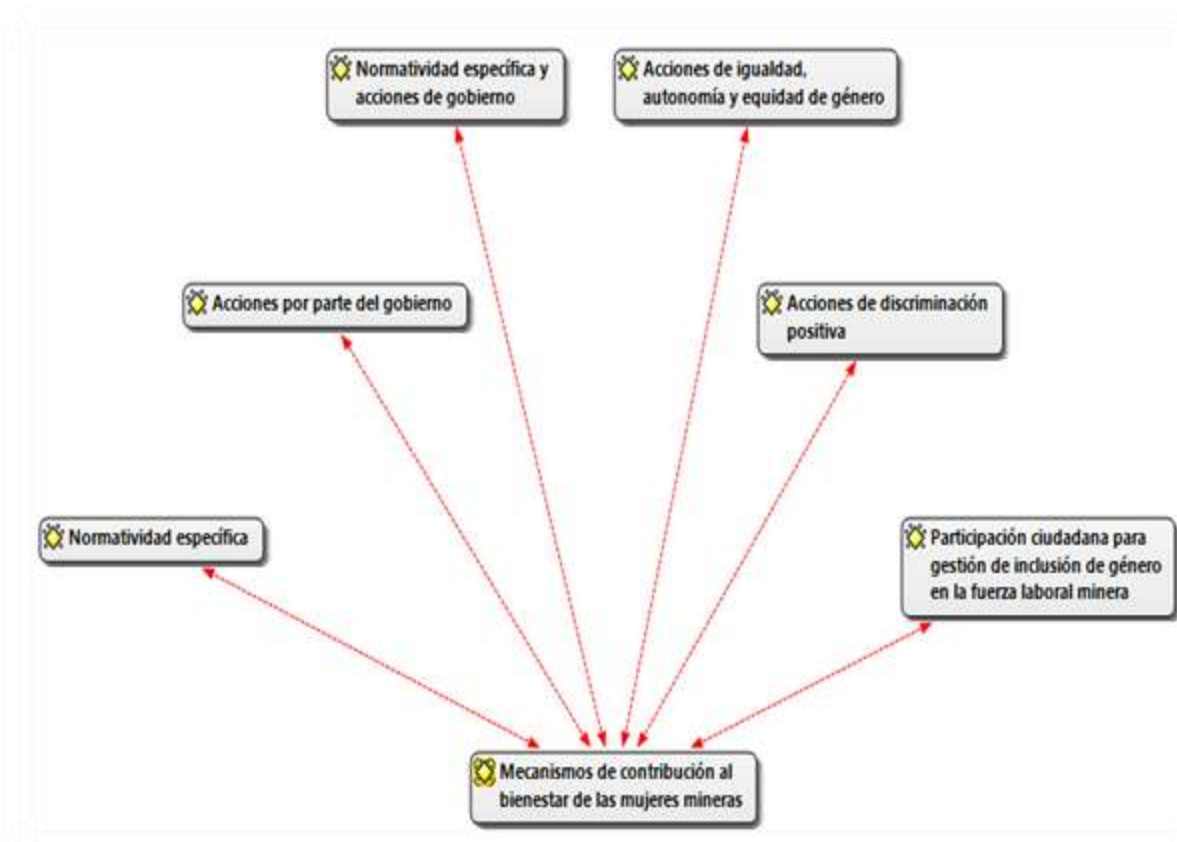 Normatividad específica y
acciones de gobierno
Acciones de igualdad,
autonomía y equidad de género
Acciones por parte del gobierno
Acciones de discriminación
positiva
Normatividad específica
Participación ciudadana para
gestión de inclusión de género
en la fuerza laboral minera
Mecanismos de contribución al
bienestar de las mujeres mineras